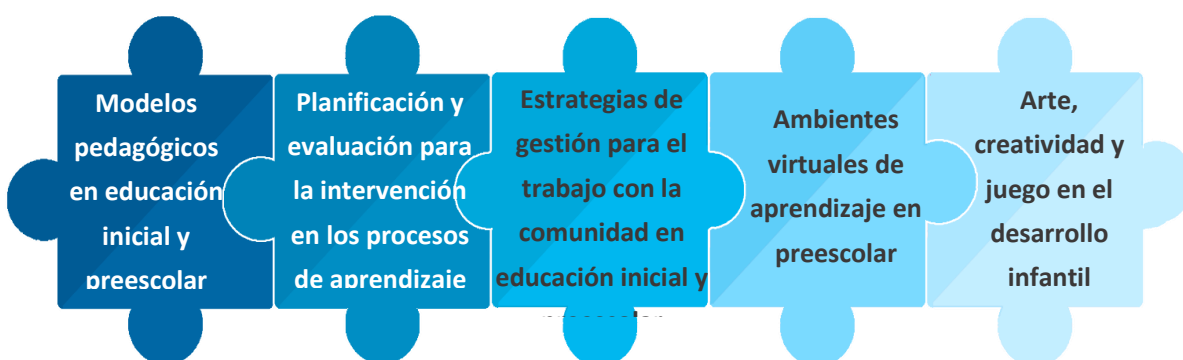 Modelos
pedagógicos
en educación
inicial y
preescolar
Planificación y
evaluación para
la intervención
en los procesos
de aprendizaje
Estrategias de
gestión para el
trabajo con la
comunidad en
educación inicial y
Ambientes
virtuales de
aprendizaje en
preescolar
Arte,
creatividad y
juego en el
desarrollo
infantil